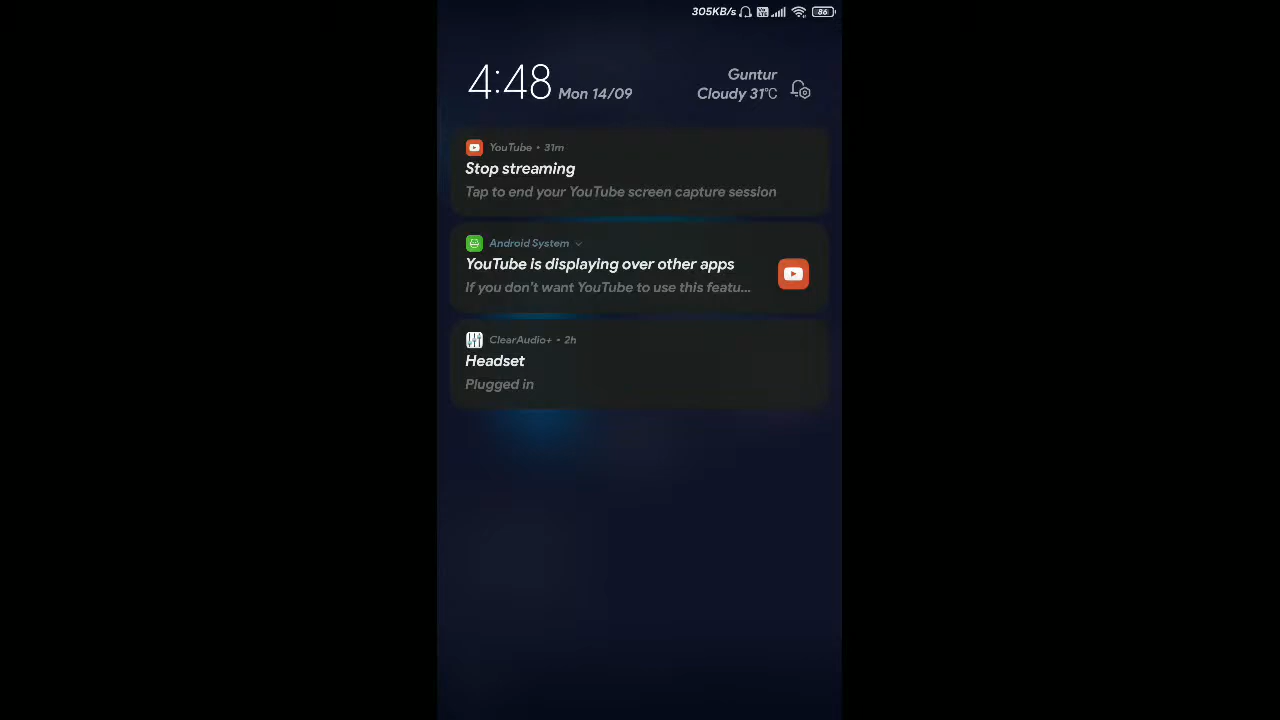 305KB/s 86
4:48 Mon 14/09
Guntur
Cloudy 31°C
YouTube • 31m
Stop streaming
Tap to end your YouTube screen capture session
Android System
YouTube is displaying over other apps
If you don't want YouTube to use this featu...
ClearAudio+ • 2h
Headset
Plugged in